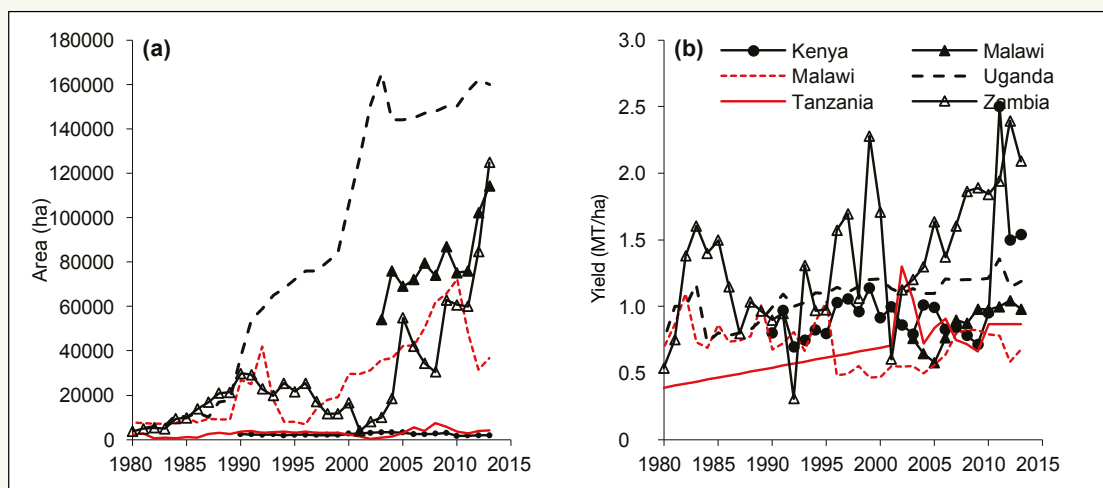 (a)
Area (ha)
180000
160000
140000
120000
100000
80000
60000
40000
20000
0
1980 1985 1990 1995 2000 2005 2010 2015
(b)
Yield (MT/ha)
3.0
2.5
2.0
1.5
1.0
0.5
0
1980 1985 1990 1995 2000 2005 2010 2015
Kenya Malawi
Malawi Uganda
Tanzania Zambia